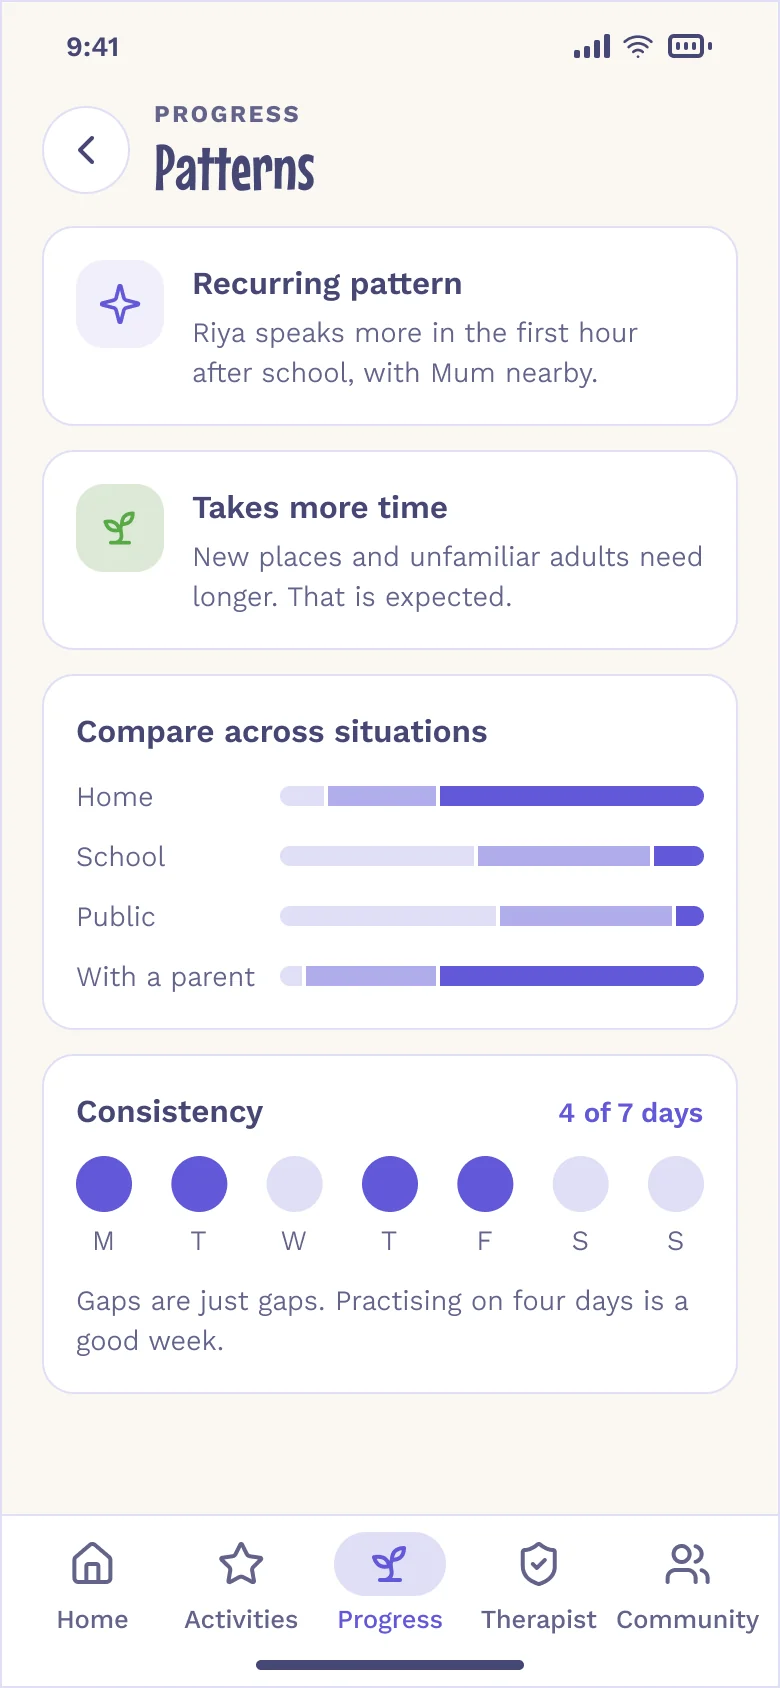 9:41
PROGRESS
Patterns
Recurring pattern
Riya speaks more in the first hour
after school, with Mum nearby.
Takes more time
New places and unfamiliar adults need
longer. That is expected.
Compare across situations
Home
School
Public
With a parent
Consistency
4 of 7 days
M T W T F S S
Gaps are just gaps. Practising on four days is a
good week.
Home Activities Progress Therapist Community